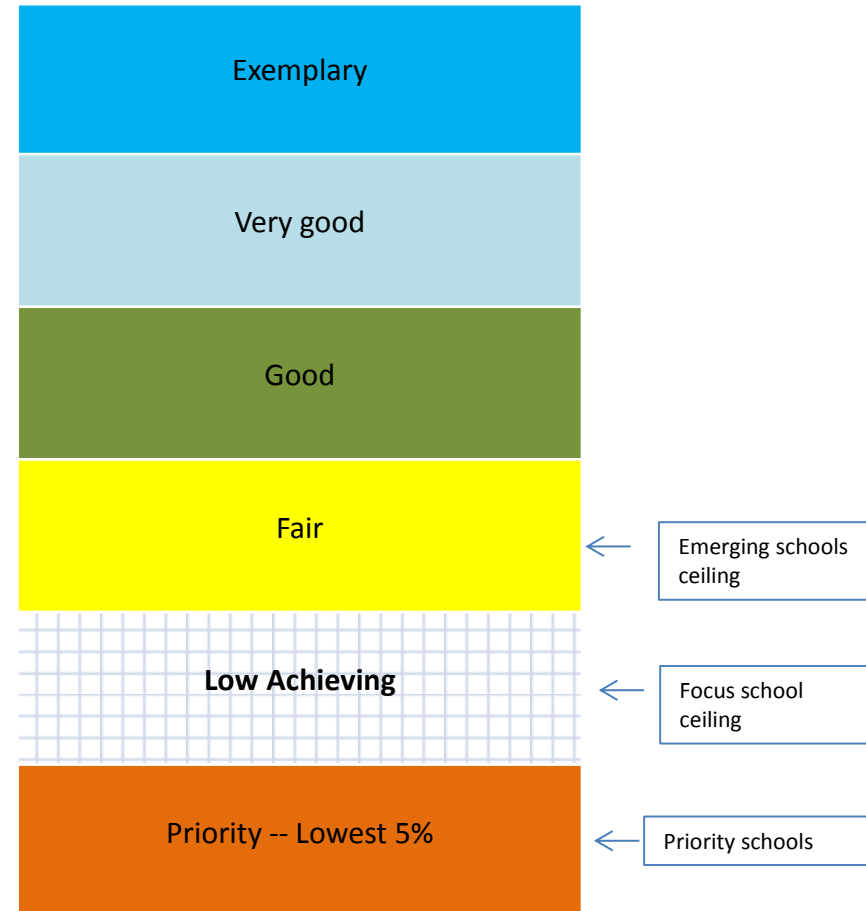 Exemplary
Very good
Good
Fair
Emerging schools
ceiling
Low Achieving
Focus school
ceiling
Priority -- Lowest 5%
Priority schools